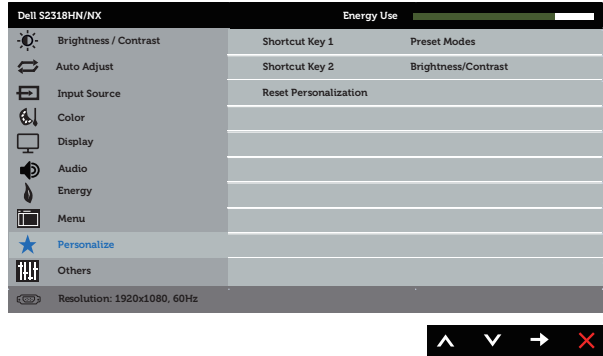 Dell S2318HN/NX Energy Use
Brightness / Contrast Shortcut Key 1 Preset Modes
Auto Adjust Shortcut Key 2 Brightness/Contrast
Input Source Reset Personalization
Color
Display
Audio
Energy
Menu
Personalize
Others
Resolution: 1920x1080, 60Hz